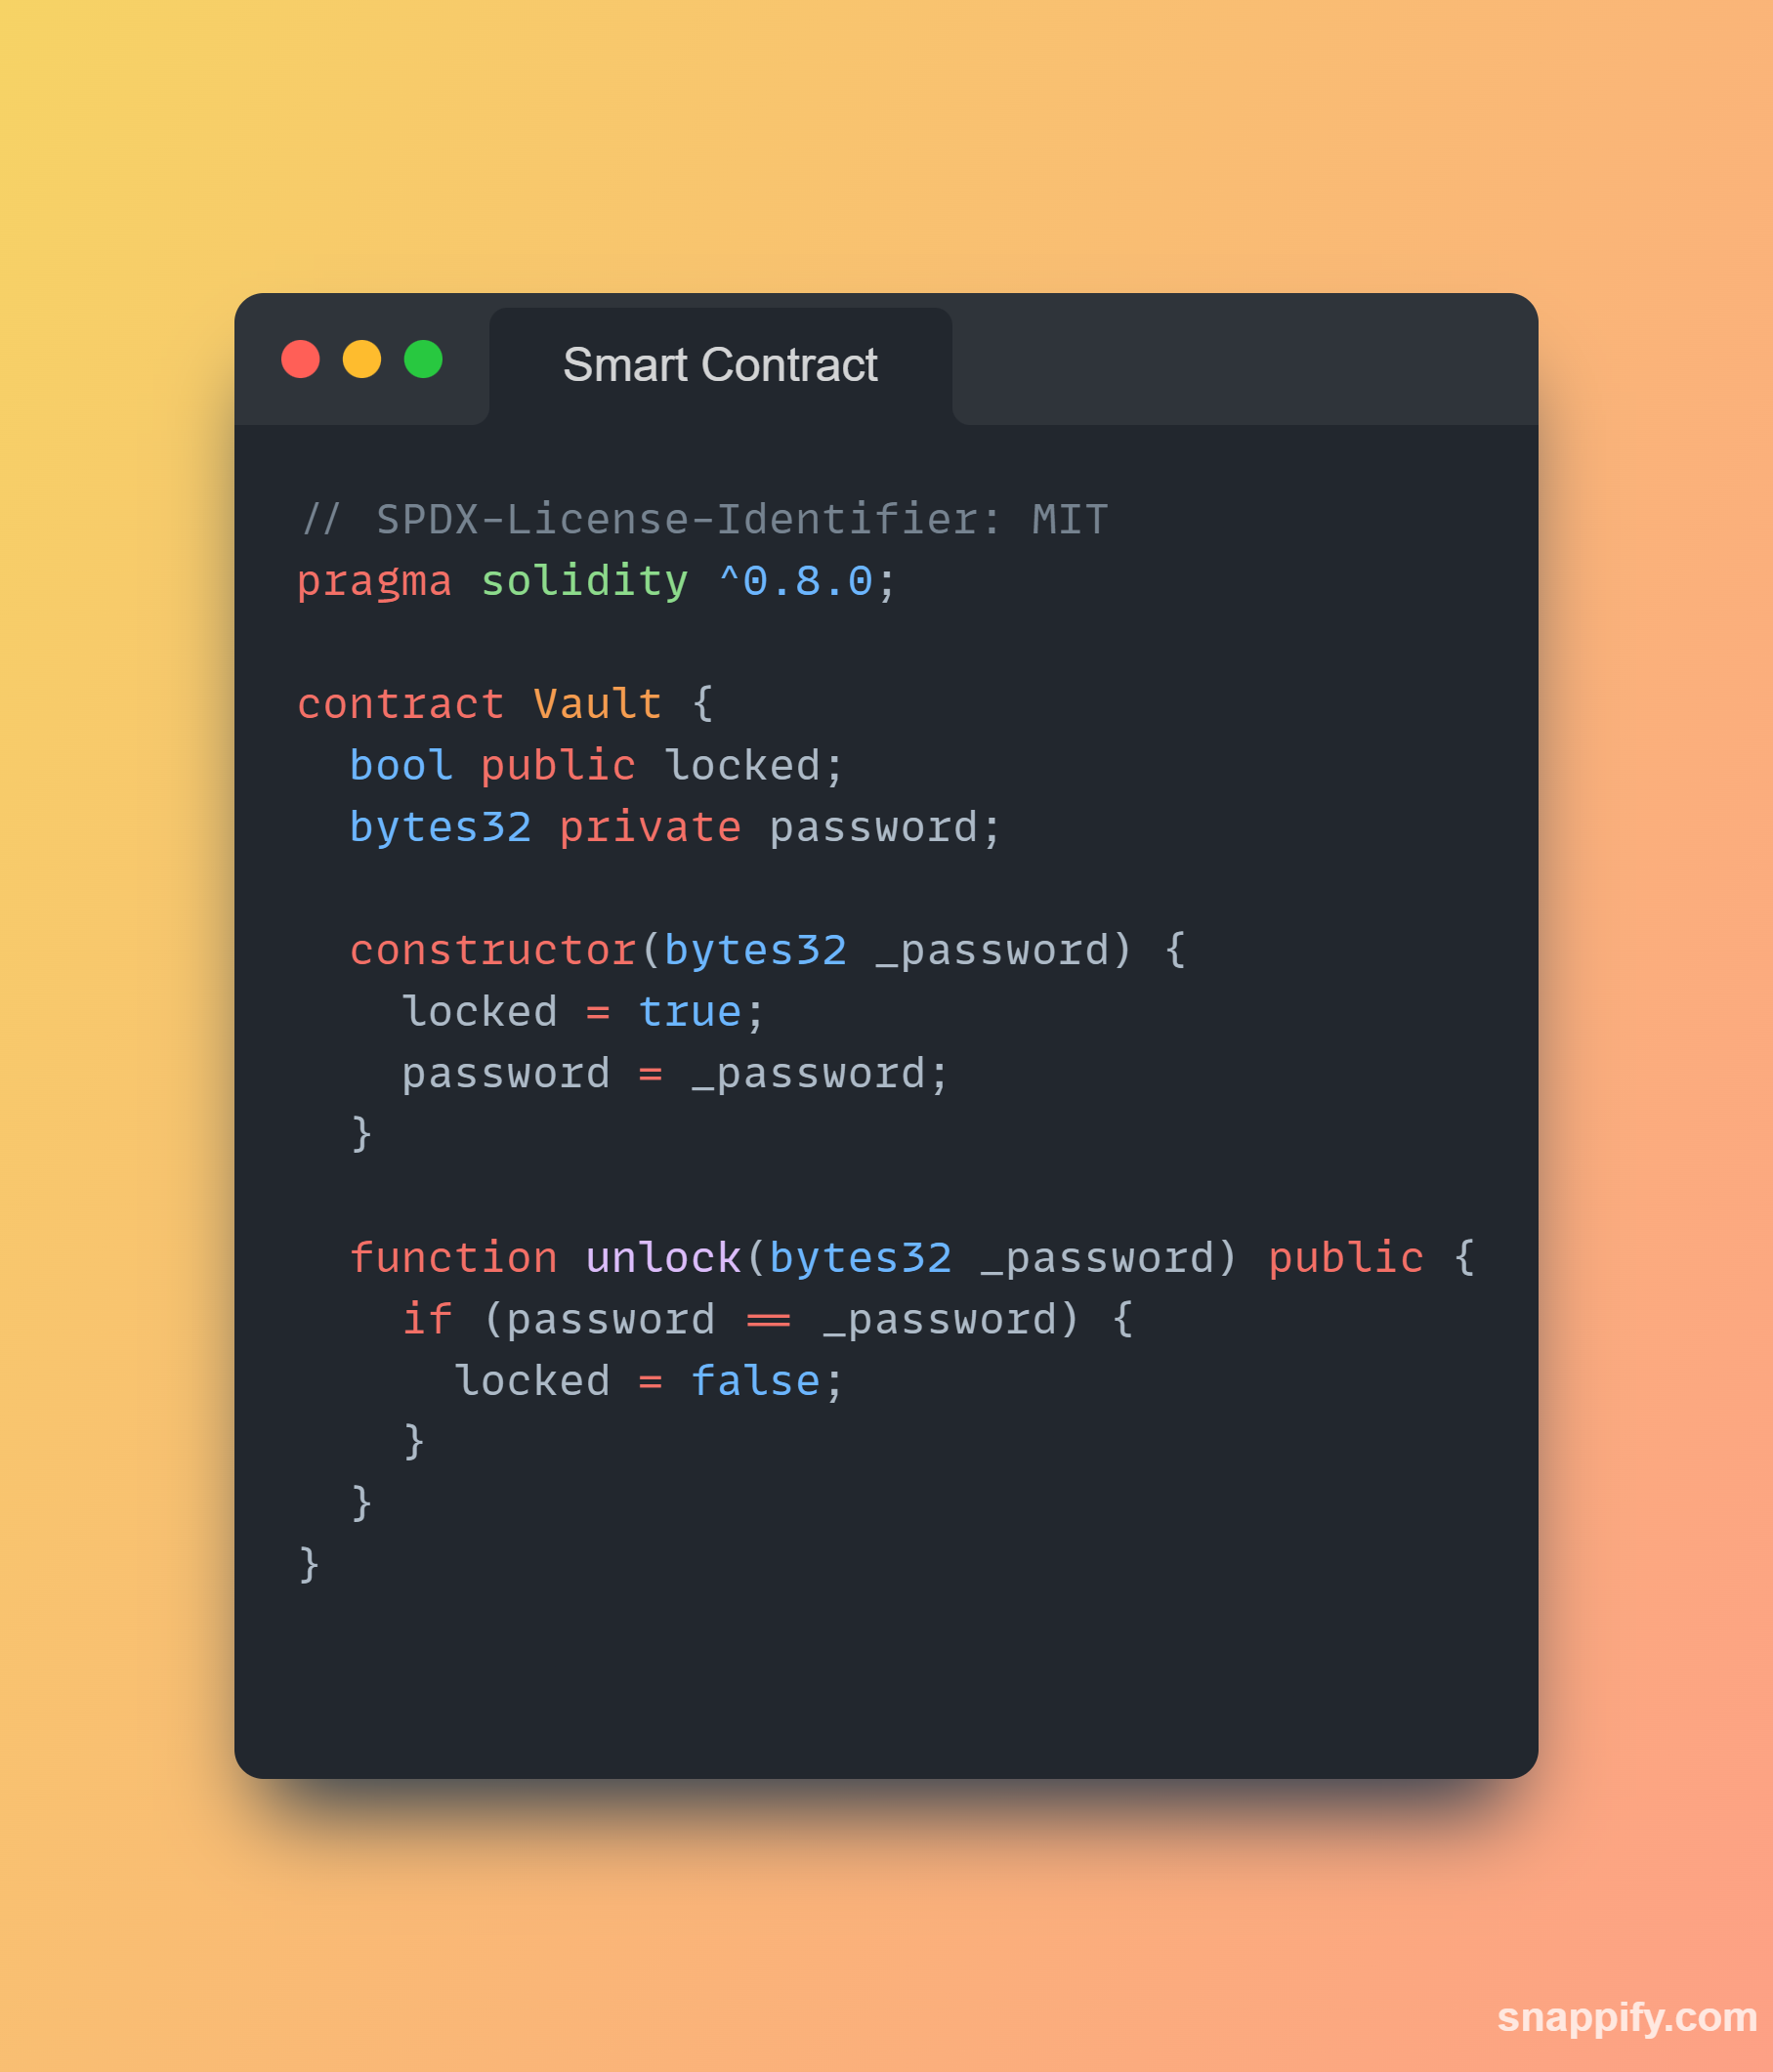 Smart Contract
// SPDX-License-Identifier: MIT
pragma solidity ^0.8.0;
contract Vault {
  bool public locked;
  bytes32 private password;
  constructor(bytes32 _password) {
    locked = true;
    password = _password;
  }
  function unlock(bytes32 _password) public {
    if (password == _password) {
      locked = false;
    }
  }
}
snappify.com